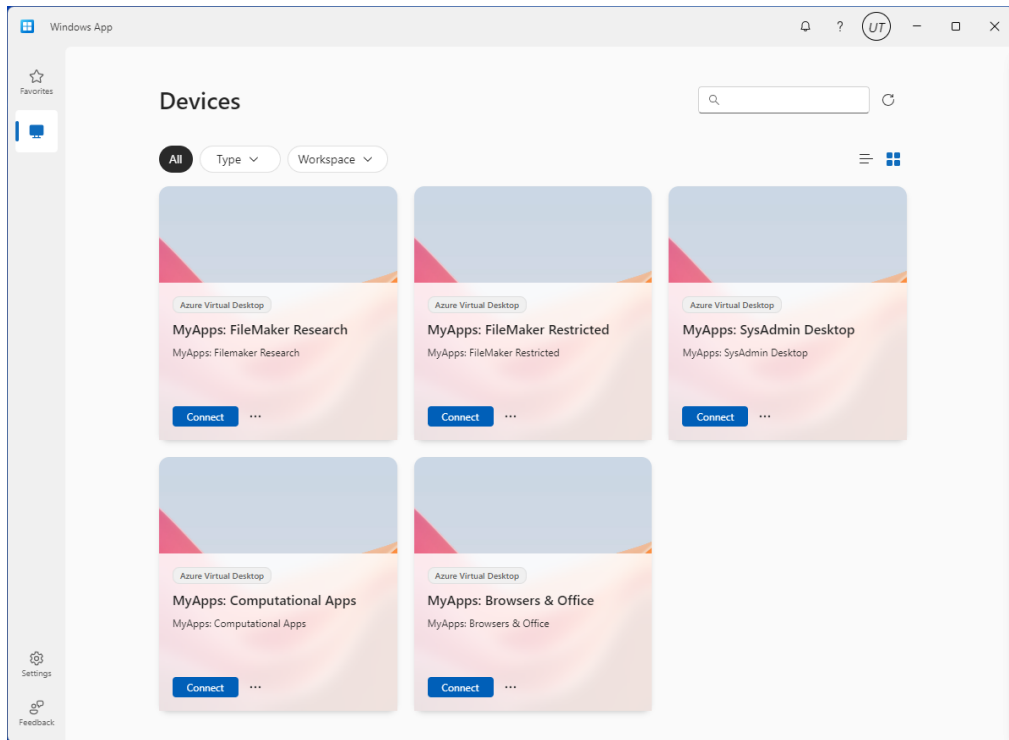 Windows App
? UT
Favorites
Devices
All Type Workspace
Azure Virtual Desktop
MyApps: FileMaker Research
MyApps: Filemaker Research
Connect ...
Azure Virtual Desktop
MyApps: FileMaker Restricted
MyApps: FileMaker Restricted
Connect ...
Azure Virtual Desktop
MyApps: SysAdmin Desktop
MyApps: SysAdmin Desktop
Connect ...
Azure Virtual Desktop
MyApps: Computational Apps
MyApps: Computational Apps
Connect ...
Azure Virtual Desktop
MyApps: Browsers & Office
MyApps: Browsers & Office
Connect ...
Settings
Feedback